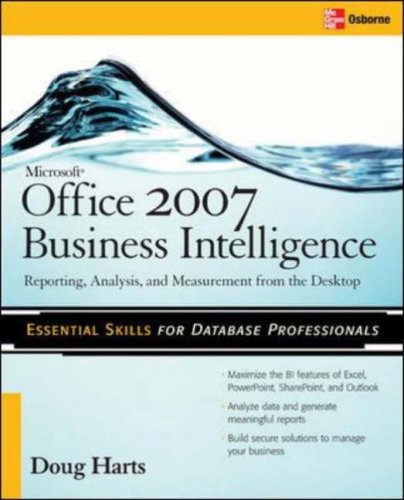 Mc
Graw
Hill
Osborne
Microsoft®
Office 2007
Business Intelligence
Reporting, Analysis, and Measurement from the Desktop
ESSENTIAL SKILLS FOR DATABASE PROFESSIONALS
· Maximize the BI features of Excel,
PowerPoint, SharePoint, and Outlook
· Analyze data and generate
meaningful reports
· Build secure solutions to manage
your business
Doug Harts